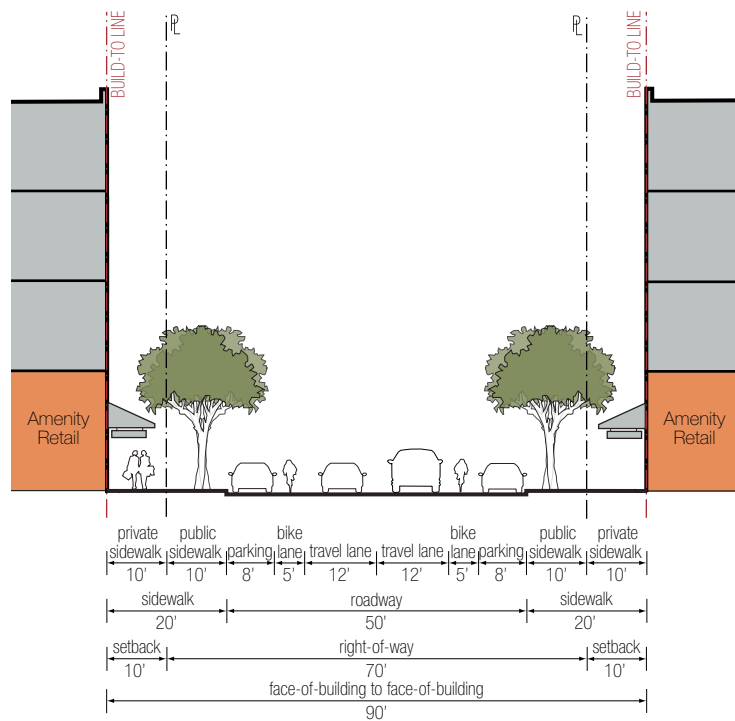 BUILD-TO LINE
PL
PL
BUILD-TO LINE
Amenity
Retail
Amenity
Retail
private
sidewalk
10'
public
sidewalk
10'
parking
8'
bike
lane
5'
travel lane
12'
travel lane
12'
bike
lane
5'
parking
8'
public
sidewalk
10'
private
sidewalk
10'
sidewalk
20'
roadway
50'
sidewalk
20'
setback
10'
right-of-way
70'
setback
10'
face-of-building to face-of-building
90'